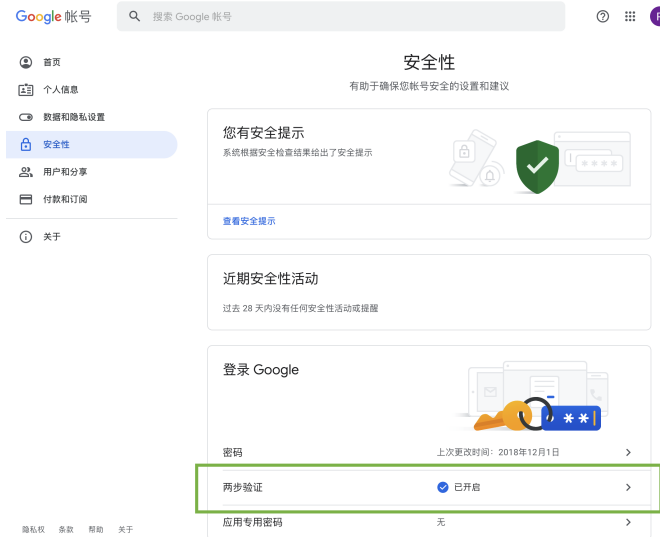 Google 帐号
搜索 Google 帐号
首页
个人信息
数据和隐私设置
安全性
用户和分享
付款和订阅
关于
安全性
有助于确保您帐号安全的设置和建议
您有安全提示
系统根据安全检查结果给出了安全提示
查看安全提示
近期安全性活动
过去 28 天内没有任何安全性活动或提醒
登录 Google
**
密码 上次更改时间：2018年12月1日
两步验证 已开启
应用专用密码 无
隐私权 条款 帮助 关于